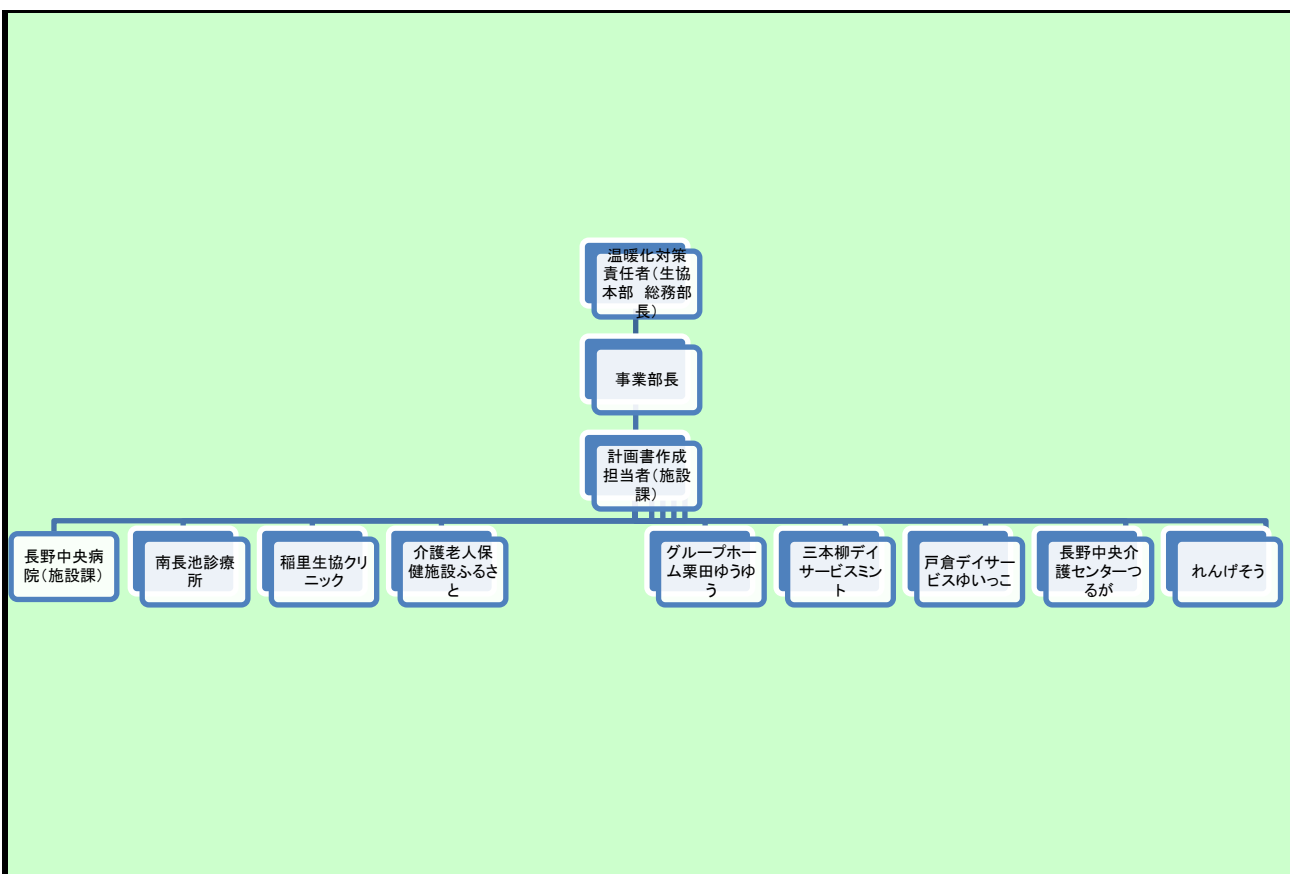 温暖化対策
責任者(生協
本部　総務部
長)
事業部長
計画書作成
担当者(施設
課)
長野中央病
院(施設課)
南長池診療
所
稲里生協クリ
ニック
介護老人保
健施設ふるさ
と
グループホー
ム栗田ゆうゆ
う
三本柳デイ
サービスミン
ト
戸倉デイサー
ビスゆいっこ
長野中央介
護センターつ
るが
れんげそう